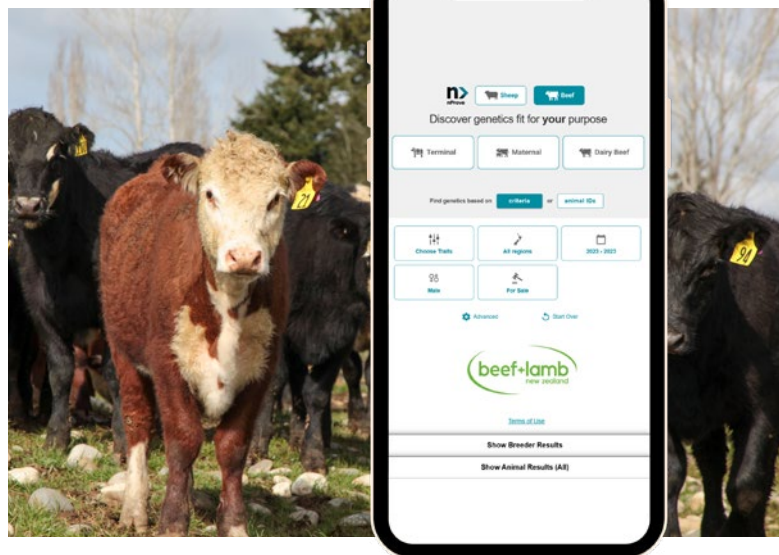 n>
nProve
Sheep
Beef
Discover genetics fit for your purpose
Terminal
Maternal
Dairy Beef
Find genetics based on
criteria
or
animal IDs
Choose Traits
All regions
Male
For Sale
Advanced
Start Over
beef+lamb
new zealand
Terms of Use
Show Breeder Results
Show Animal Results (All)
21
94